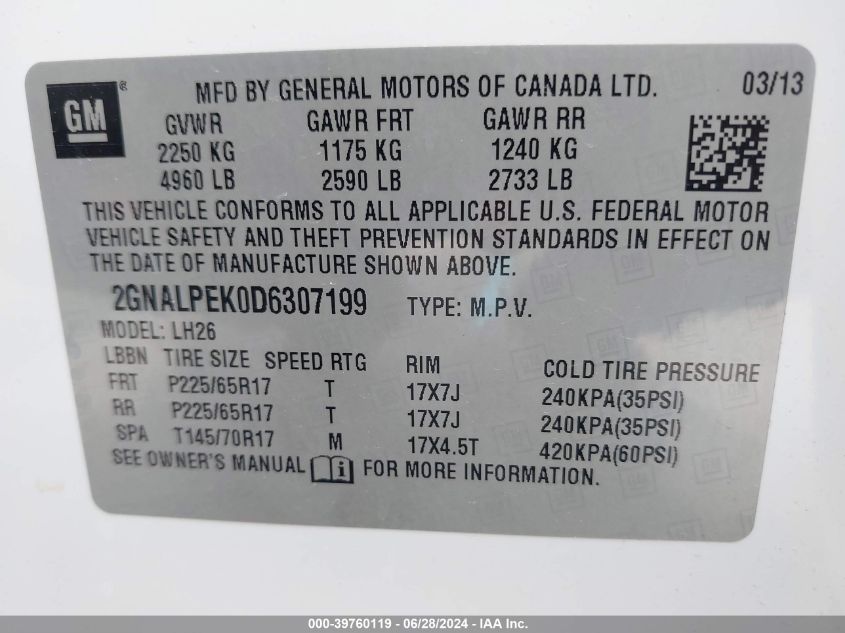 GM
®
MFD BY GENERAL MOTORS OF CANADA LTD. 03/13
GVWR GAWR FRT GAWR RR
2250 KG 1175 KG 1240 KG
4960 LB 2590 LB 2733 LB
THIS VEHICLE CONFORMS TO ALL APPLICABLE U.S. FEDERAL MOTOR
VEHICLE SAFETY AND THEFT PREVENTION STANDARDS IN EFFECT ON
THE DATE OF MANUFACTURE SHOWN ABOVE.
2GNALPEK0D6307199 TYPE: M.P.V.
MODEL: LH26
LBBN TIRE SIZE SPEED RTG RIM COLD TIRE PRESSURE
FRT P225/65R17 T 17X7J 240KPA(35PSI)
RR P225/65R17 T 17X7J 240KPA(35PSI)
SPA T145/70R17 M 17X4.5T 420KPA(60PSI)
SEE OWNER'S MANUAL i FOR MORE INFORMATION.
000-39760119 - 06/28/2024 - IAA Inc.